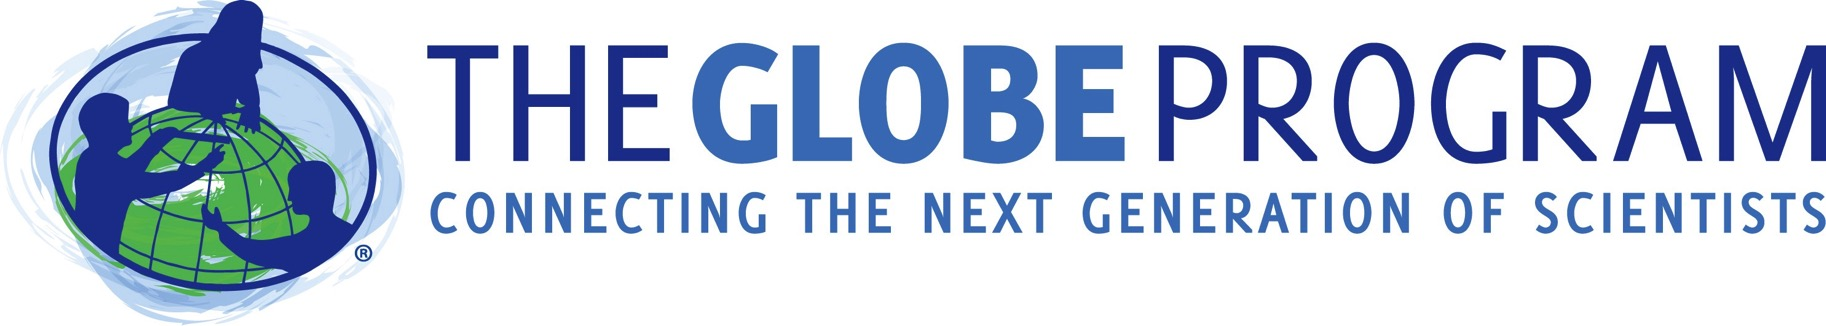 THE GLOBE PROGRAM
CONNECTING THE NEXT GENERATION OF SCIENTISTS
®